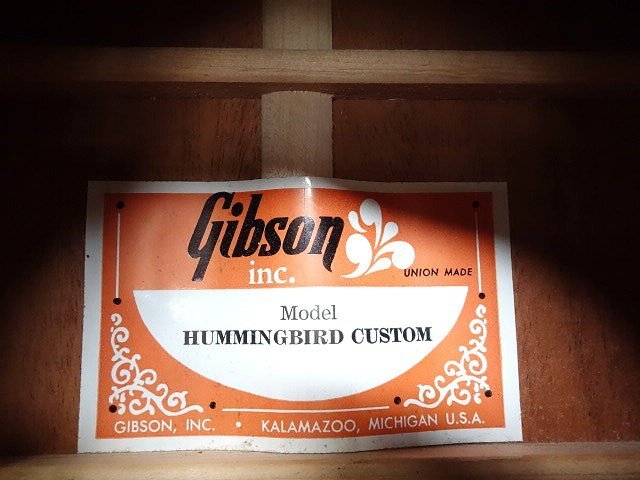 Gibson
inc.
UNION MADE
Model
HUMMINGBIRD CUSTOM
GIBSON, INC. • KALAMAZOO, MICHIGAN U.S.A.